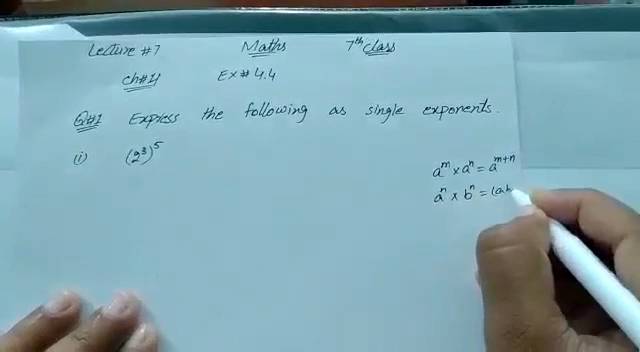 Lecture #7 Maths 7th class
Ch#4 Ex # 4.4
Q#1 Express the following as single exponents.
(i) (2³)⁵
aᵐ x aⁿ = aᵐ⁺ⁿ
aⁿ x bⁿ = (ab